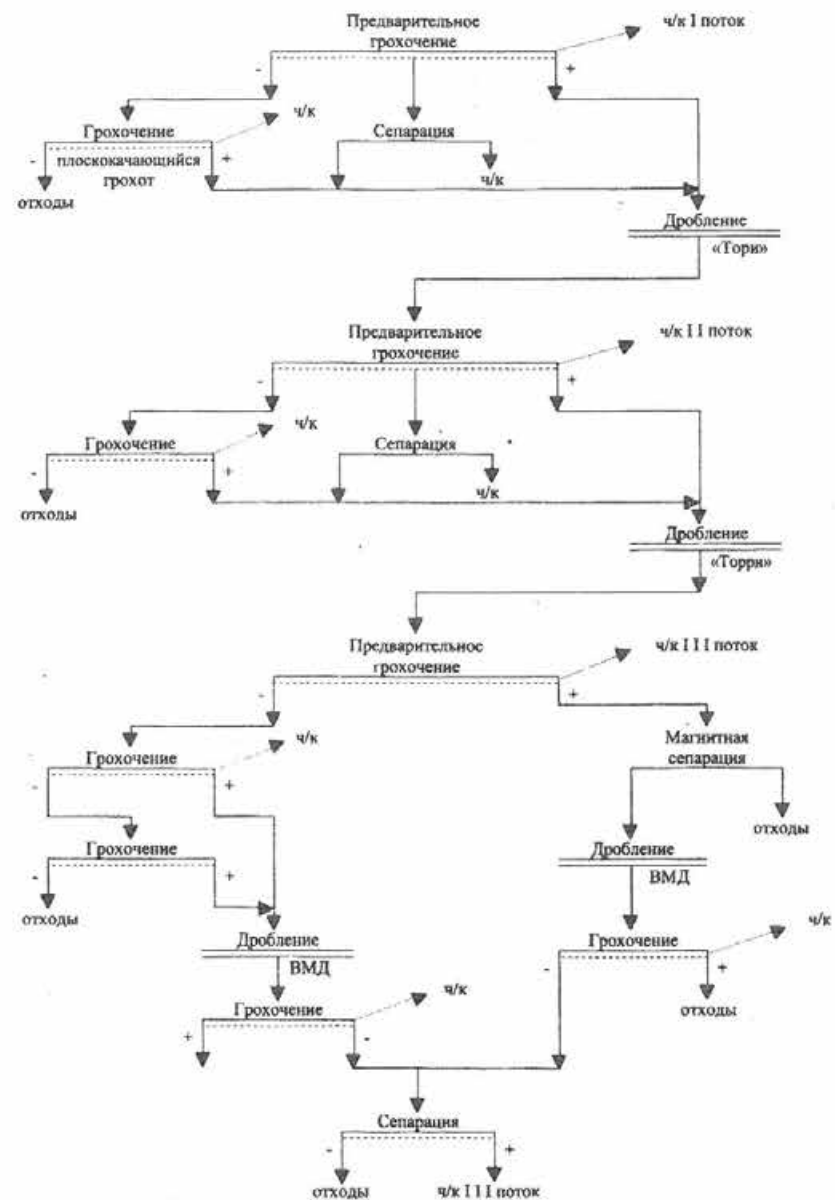 ч/к I поток
Предварительное
грохочение
-
+
Грохочение
ч/к
Сепарация
-
плоскокачающийся
грохот
+
отходы
ч/к
Дробление
«Тори»
Предварительное
грохочение
ч/к I I поток
-
+
Грохочение
ч/к
Сепарация
-
+
отходы
ч/к
Дробление
«Торри»
Предварительное
грохочение
ч/к I I I поток
-
+
Грохочение
ч/к
Магнитная
сепарация
-
+
отходы
Грохочение
Дробление
-
+
ВМД
отходы
Дробление
ВМД
Грохочение
ч/к
-
+
отходы
Грохочение
ч/к
+
-
Сепарация
-
+
отходы
ч/к I I I поток